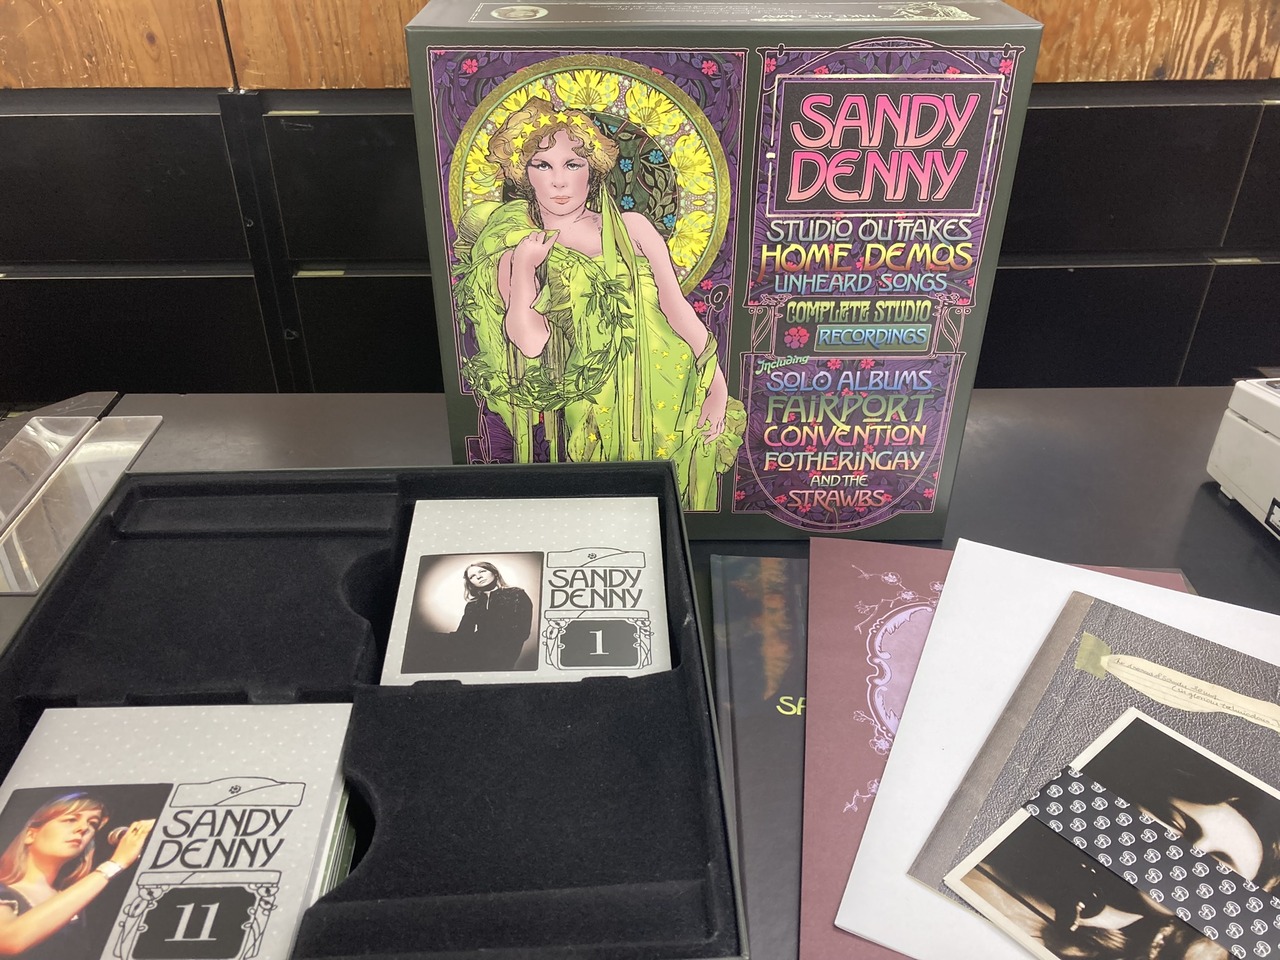 SANDY
DENNY
STUDIO OUTTAKES
HOME DEMOS
UNHEARD SONGS
COMPLETE STUDIO
RECORDINGS
Including
SOLO ALBUMS
FAIRPORT
CONVENTION
FOTHERINGAY
AND THE
STRAWBS
SANDY
DENNY
1
SANDY
DENNY
11